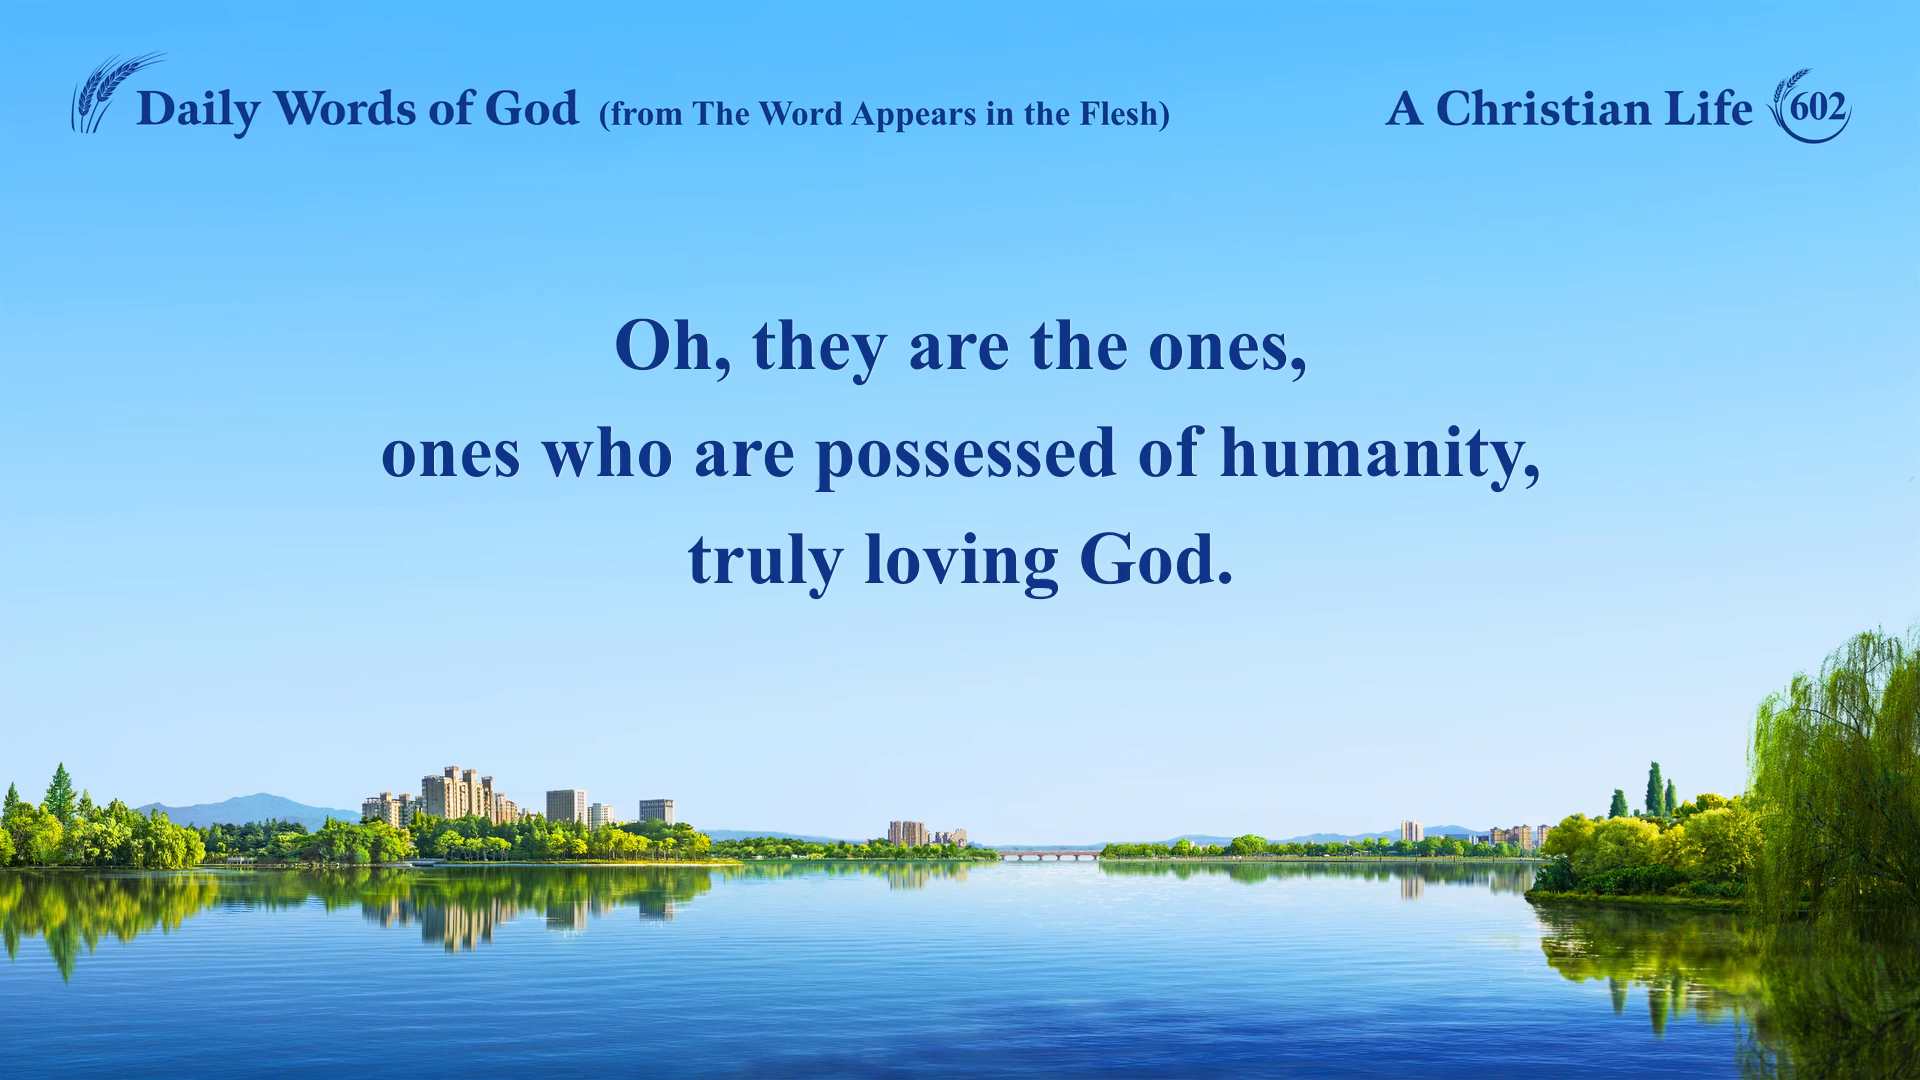 Daily Words of God (from The Word Appears in the Flesh)
A Christian Life 602
Oh, they are the ones,
ones who are possessed of humanity,
truly loving God.